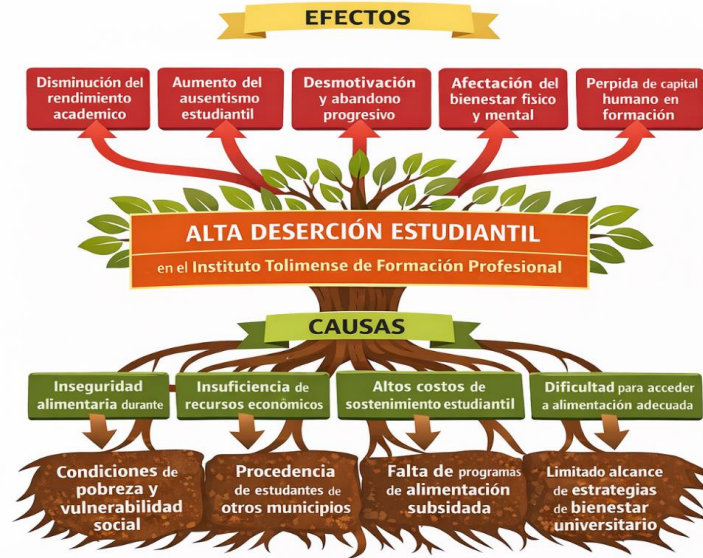 EFECTOS
Disminución del
rendimiento
academico
Aumento del
ausentismo
estudiantil
Desmotivación
y abandono
progresivo
Afectación del
bienestar físico
y mental
Perpida de capital
humano en
formación
ALTA DESERCIÓN ESTUDIANTIL
en el Instituto Tolimense de Formación Profesional
CAUSAS
Inseguridad
alimentaria durante
Insuficiencia de
recursos econômicos
Altos costos de
sostenimiento estudiantil
Dificultad para acceder
a alimentación adecuada
Condiciones de
pobreza y
vulnerabilidad
social
Procedencia
de estudantes de
otros municipios
Falta de programas
de alimentación
subsidada
Limitado alcance
de estrategias
de bienestar
universitario